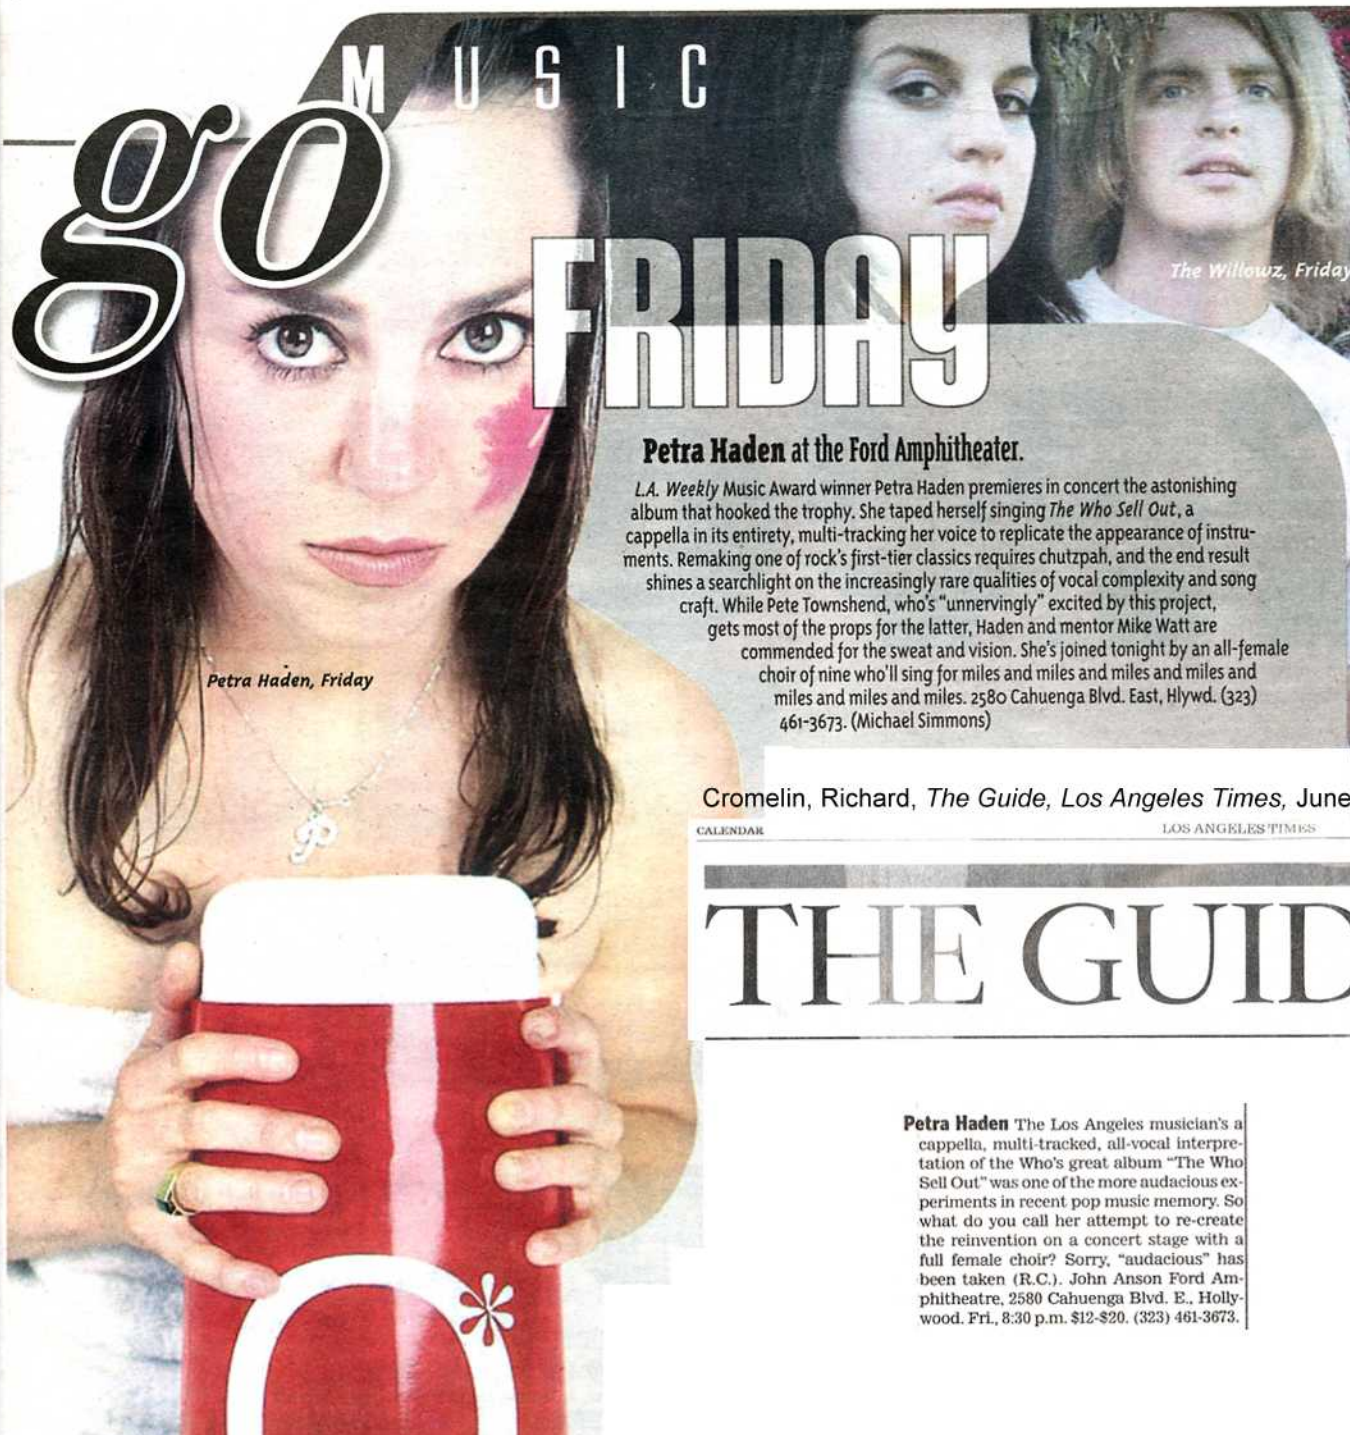 MUSIC
go
FRIDAY
The Willowz, Friday
Petra Haden at the Ford Amphitheater.
L.A. Weekly Music Award winner Petra Haden premieres in concert the astonishing
album that hooked the trophy. She taped herself singing The Who Sell Out, a
cappella in its entirety, multi-tracking her voice to replicate the appearance of instru-
ments. Remaking one of rock's first-tier classics requires chutzpah, and the end result
shines a searchlight on the increasingly rare qualities of vocal complexity and song
craft. While Pete Townshend, who's "unnervingly" excited by this project,
gets most of the props for the latter, Haden and mentor Mike Watt are
commended for the sweat and vision. She's joined tonight by an all-female
choir of nine who'll sing for miles and miles and miles and miles and
miles and miles and miles. 2580 Cahuenga Blvd. East, Hlywd. (323)
461-3673. (Michael Simmons)
Petra Haden, Friday
Cromelin, Richard, The Guide, Los Angeles Times, June
CALENDAR LOS ANGELES TIMES
THE GUID
Petra Haden The Los Angeles musician's a
cappella, multi-tracked, all-vocal interpre-
tation of the Who's great album "The Who
Sell Out" was one of the more audacious ex-
periments in recent pop music memory. So
what do you call her attempt to re-create
the reinvention on a concert stage with a
full female choir? Sorry, "audacious" has
been taken (R.C.). John Anson Ford Am-
phitheatre, 2580 Cahuenga Blvd. E., Holly-
wood. Fri., 8:30 p.m. $12-$20. (323) 461-3673.